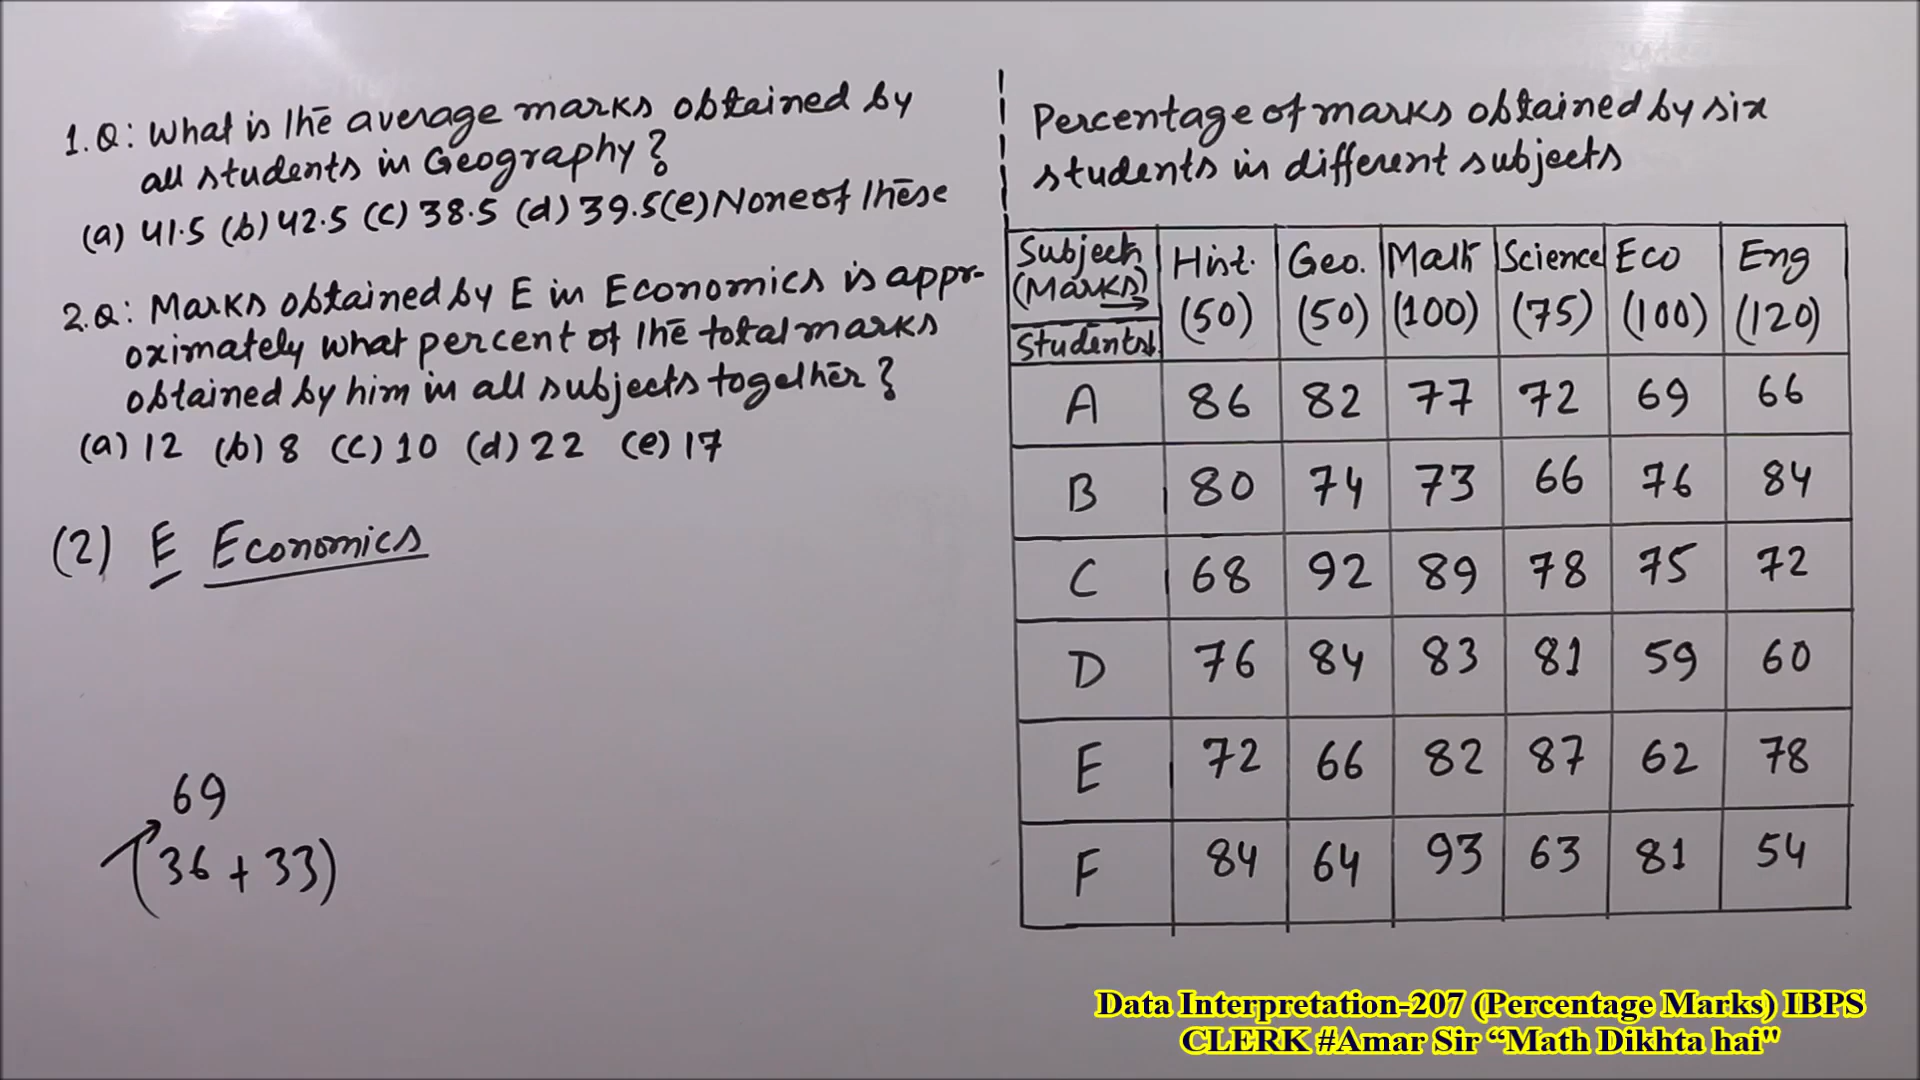 1.Q: What is the average marks obtained by
all students in Geography?
(a) 41.5 (b) 42.5 (c) 38.5 (d) 39.5 (e) None of these
2.Q: Marks obtained by E in Economics is appr-
oximately what percent of the total marks
obtained by him in all subjects together?
(a) 12 (b) 8 (c) 10 (d) 22 (e) 17
(2) E Economics
69
(36 + 33)
Percentage of marks obtained by six
students in different subjects
Subject Hist. Geo. Math Science Eco Eng
(Marks) (50) (50) (100) (75) (100) (120)
Students
A 86 82 77 72 69 66
B 80 74 73 66 76 84
C 68 92 89 78 75 72
D 76 84 83 81 59 60
E 72 66 82 87 62 78
F 84 64 93 63 81 54
Data Interpretation-207 (Percentage Marks) IBPS
CLERK #Amar Sir “Math Dikhta hai"